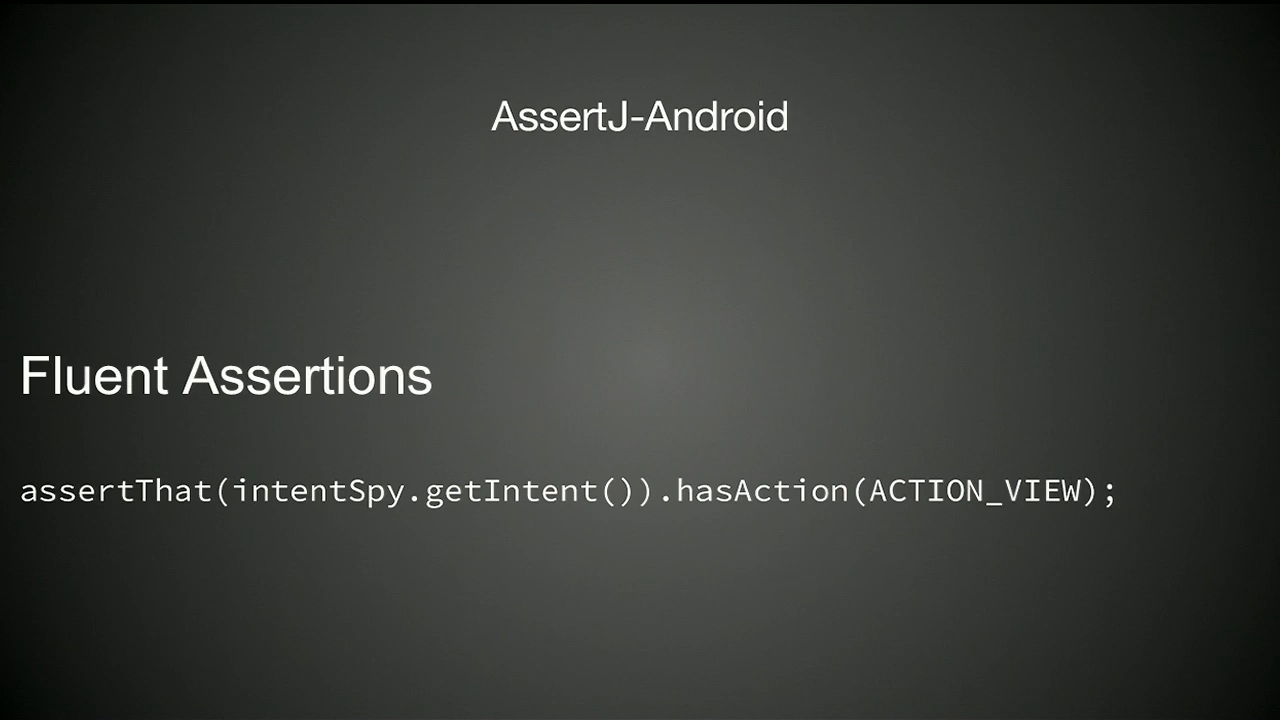 AssertJ-Android
Fluent Assertions
assertThat(intentSpy.getIntent()).hasAction(ACTION_VIEW);